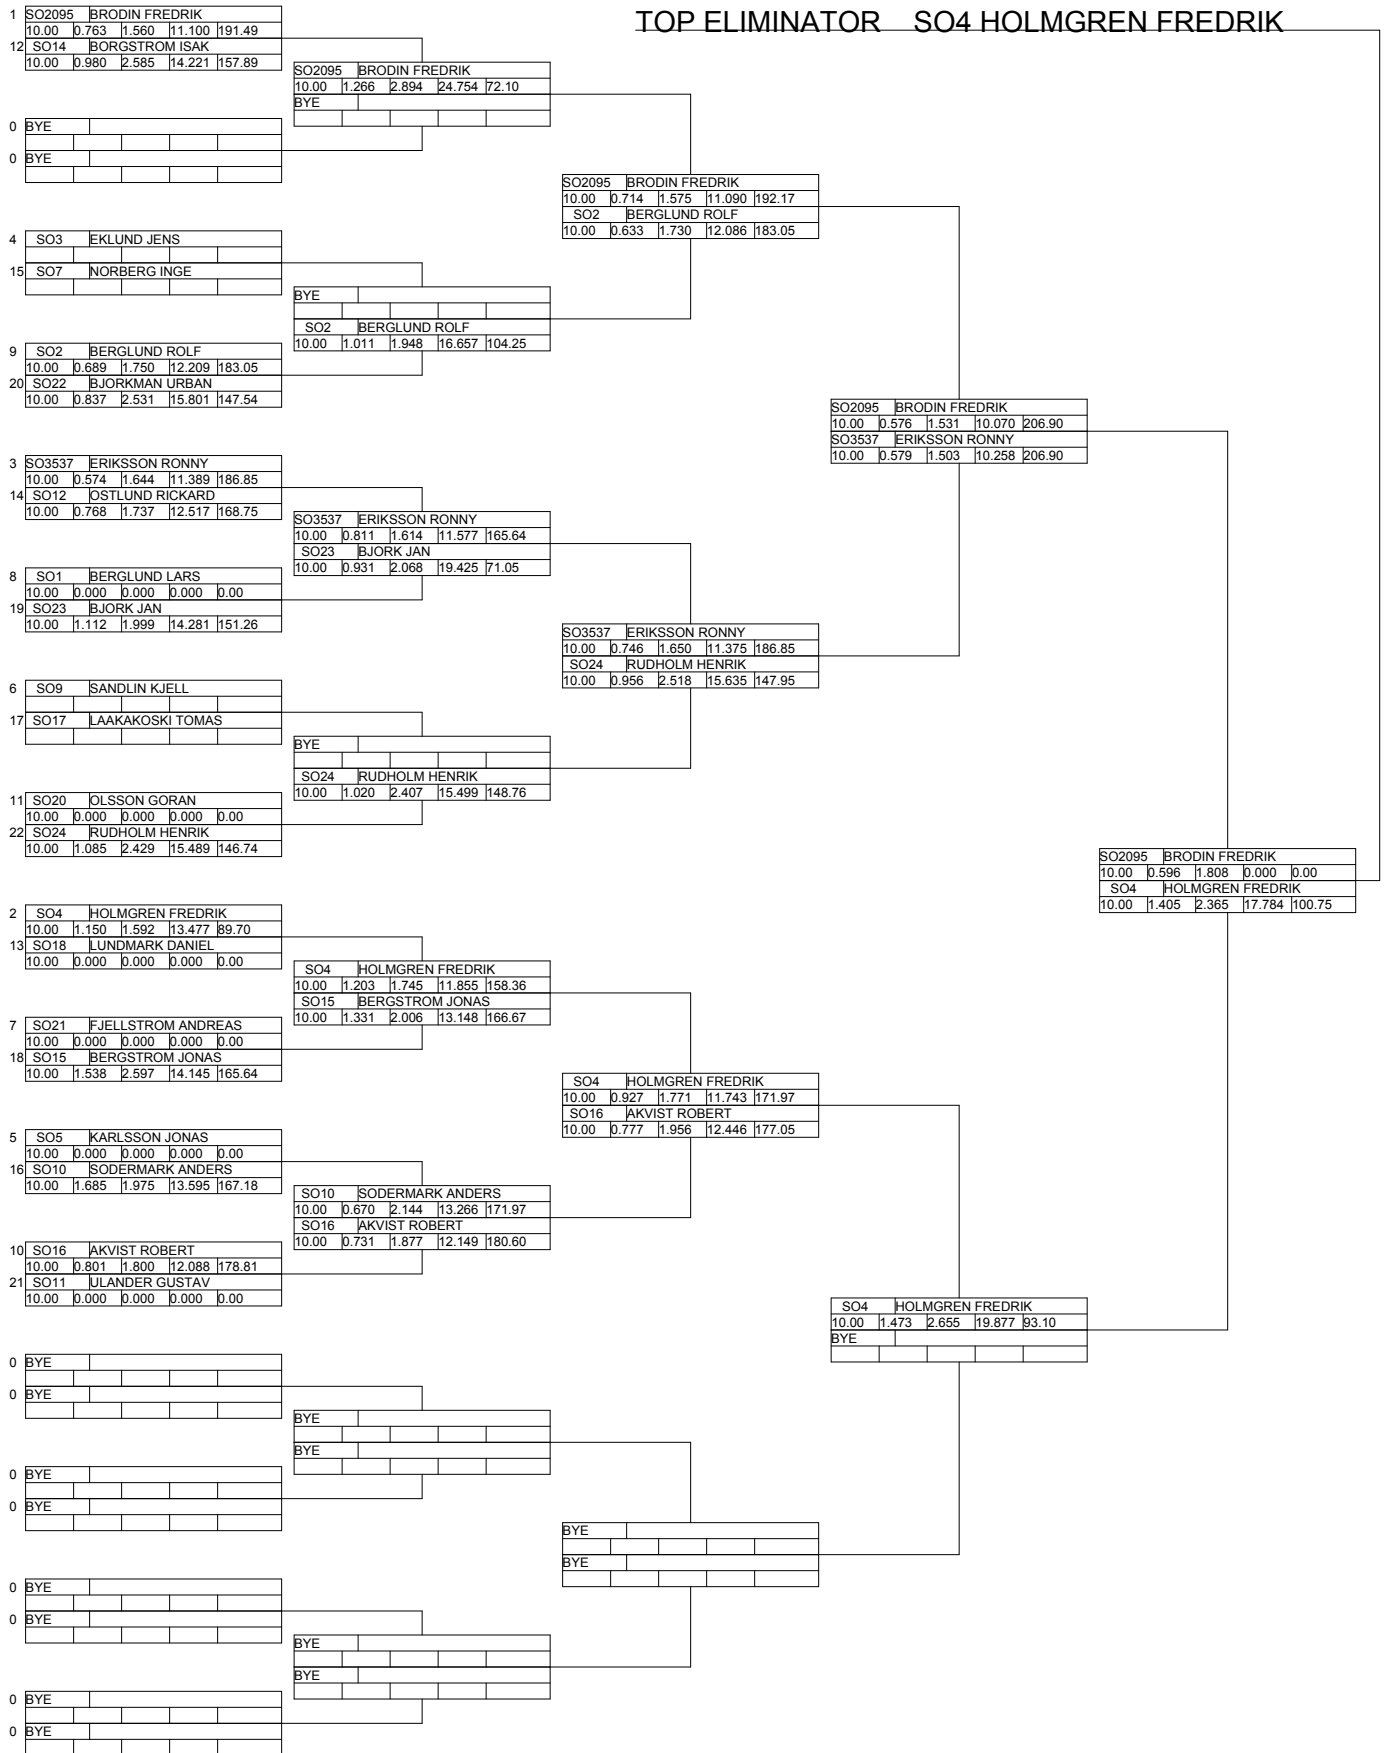 TOP ELIMINATOR SO4 HOLMGREN FREDRIK
1 SO2095 BRODIN FREDRIK
10.00 0.763 1.560 11.100 191.49
12 SO14 BORGSTROM ISAK
10.00 0.980 2.585 14.221 157.89
0 BYE
0 BYE
4 SO3 EKLUND JENS
15 SO7 NORBERG INGE
9 SO2 BERGLUND ROLF
10.00 0.689 1.750 12.209 183.05
20 SO22 BJORKMAN URBAN
10.00 0.837 2.531 15.801 147.54
3 SO3537 ERIKSSON RONNY
10.00 0.574 1.644 11.389 186.85
14 SO12 OSTLUND RICKARD
10.00 0.768 1.737 12.517 168.75
8 SO1 BERGLUND LARS
10.00 0.000 0.000 0.000 0.00
19 SO23 BJORK JAN
10.00 1.112 1.999 14.281 151.26
6 SO9 SANDLIN KJELL
17 SO17 LAAKAKOSKI TOMAS
11 SO20 OLSSON GORAN
10.00 0.000 0.000 0.000 0.00
22 SO24 RUDHOLM HENRIK
10.00 1.085 2.429 15.489 146.74
2 SO4 HOLMGREN FREDRIK
10.00 1.150 1.592 13.477 89.70
13 SO18 LUNDMARK DANIEL
10.00 0.000 0.000 0.000 0.00
7 SO21 FJELLSTROM ANDREAS
10.00 0.000 0.000 0.000 0.00
18 SO15 BERGSTROM JONAS
10.00 1.538 2.597 14.145 165.64
5 SO5 KARLSSON JONAS
10.00 0.000 0.000 0.000 0.00
16 SO10 SODERMARK ANDERS
10.00 1.685 1.975 13.595 167.18
10 SO16 AKVIST ROBERT
10.00 0.801 1.800 12.088 178.81
21 SO11 ULANDER GUSTAV
10.00 0.000 0.000 0.000 0.00
0 BYE
0 BYE
0 BYE
0 BYE
0 BYE
0 BYE
0 BYE
0 BYE
SO2095 BRODIN FREDRIK
10.00 1.266 2.894 24.754 72.10
BYE
BYE
SO2 BERGLUND ROLF
10.00 1.011 1.948 16.657 104.25
SO3537 ERIKSSON RONNY
10.00 0.811 1.614 11.577 165.64
SO23 BJORK JAN
10.00 0.931 2.068 19.425 71.05
BYE
SO24 RUDHOLM HENRIK
10.00 1.020 2.407 15.499 148.76
SO4 HOLMGREN FREDRIK
10.00 1.203 1.745 11.855 158.36
SO15 BERGSTROM JONAS
10.00 1.331 2.006 13.148 166.67
SO10 SODERMARK ANDERS
10.00 0.670 2.144 13.266 171.97
SO16 AKVIST ROBERT
10.00 0.731 1.877 12.149 180.60
BYE
BYE
BYE
BYE
SO2095 BRODIN FREDRIK
10.00 0.714 1.575 11.090 192.17
SO2 BERGLUND ROLF
10.00 0.633 1.730 12.086 183.05
SO3537 ERIKSSON RONNY
10.00 0.746 1.650 11.375 186.85
SO24 RUDHOLM HENRIK
10.00 0.956 2.518 15.635 147.95
SO4 HOLMGREN FREDRIK
10.00 0.927 1.771 11.743 171.97
SO16 AKVIST ROBERT
10.00 0.777 1.956 12.446 177.05
BYE
BYE
SO2095 BRODIN FREDRIK
10.00 0.576 1.531 10.070 206.90
SO3537 ERIKSSON RONNY
10.00 0.579 1.503 10.258 206.90
SO4 HOLMGREN FREDRIK
10.00 1.473 2.655 19.877 93.10
BYE
SO2095 BRODIN FREDRIK
10.00 0.596 1.808 0.000 0.00
SO4 HOLMGREN FREDRIK
10.00 1.405 2.365 17.784 100.75